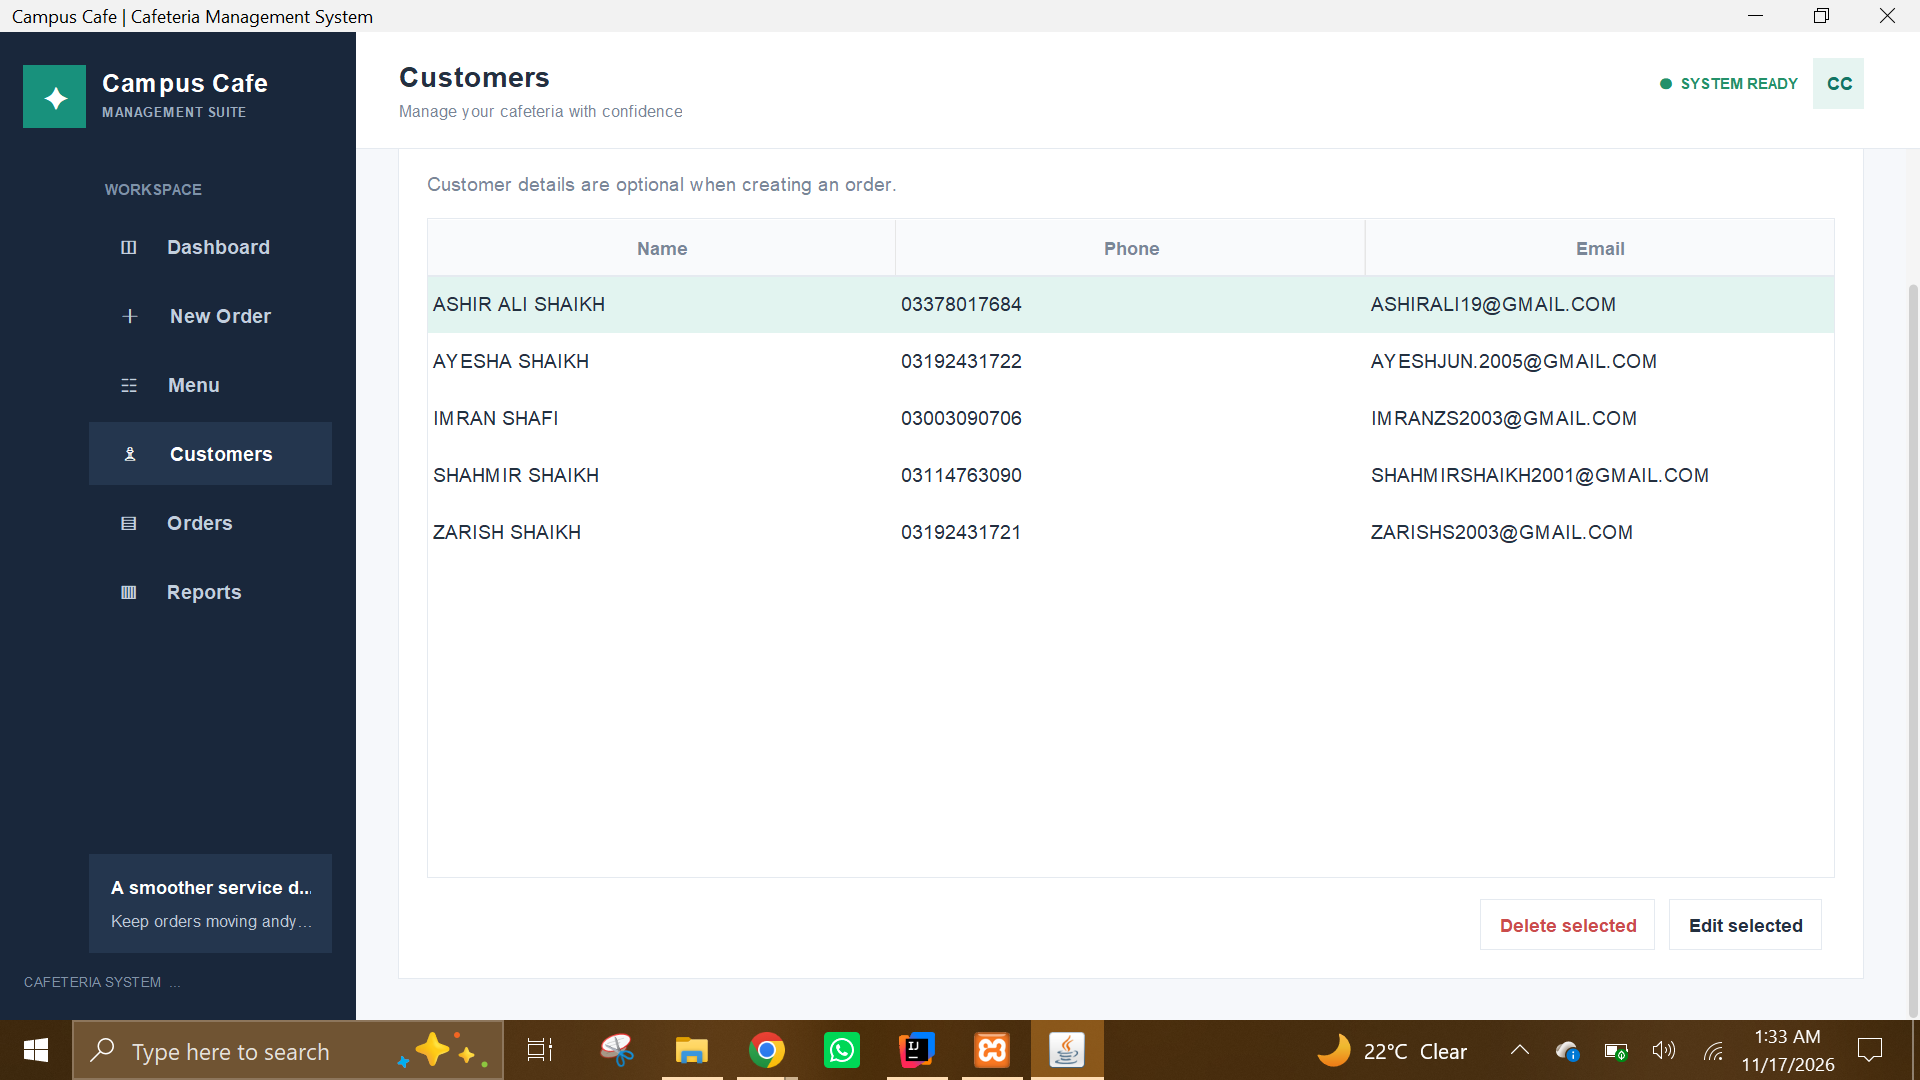 Campus Cafe | Cafeteria Management System
Campus Cafe
MANAGEMENT SUITE
WORKSPACE
Dashboard
New Order
Menu
Customers
Orders
Reports
A smoother service d...
Keep orders moving andy...
CAFETERIA SYSTEM ...
Customers
Manage your cafeteria with confidence
SYSTEM READY
CC
Customer details are optional when creating an order.
Name Phone Email
ASHIR ALI SHAIKH 03378017684 ASHIRALI19@GMAIL.COM
AYESHA SHAIKH 03192431722 AYESHJUN.2005@GMAIL.COM
IMRAN SHAFI 03003090706 IMRANZS2003@GMAIL.COM
SHAHMIR SHAIKH 03114763090 SHAHMIRSHAIKH2001@GMAIL.COM
ZARISH SHAIKH 03192431721 ZARISHS2003@GMAIL.COM
Delete selected
Edit selected
Type here to search
IJ
22°C Clear
1:33 AM
11/17/2026